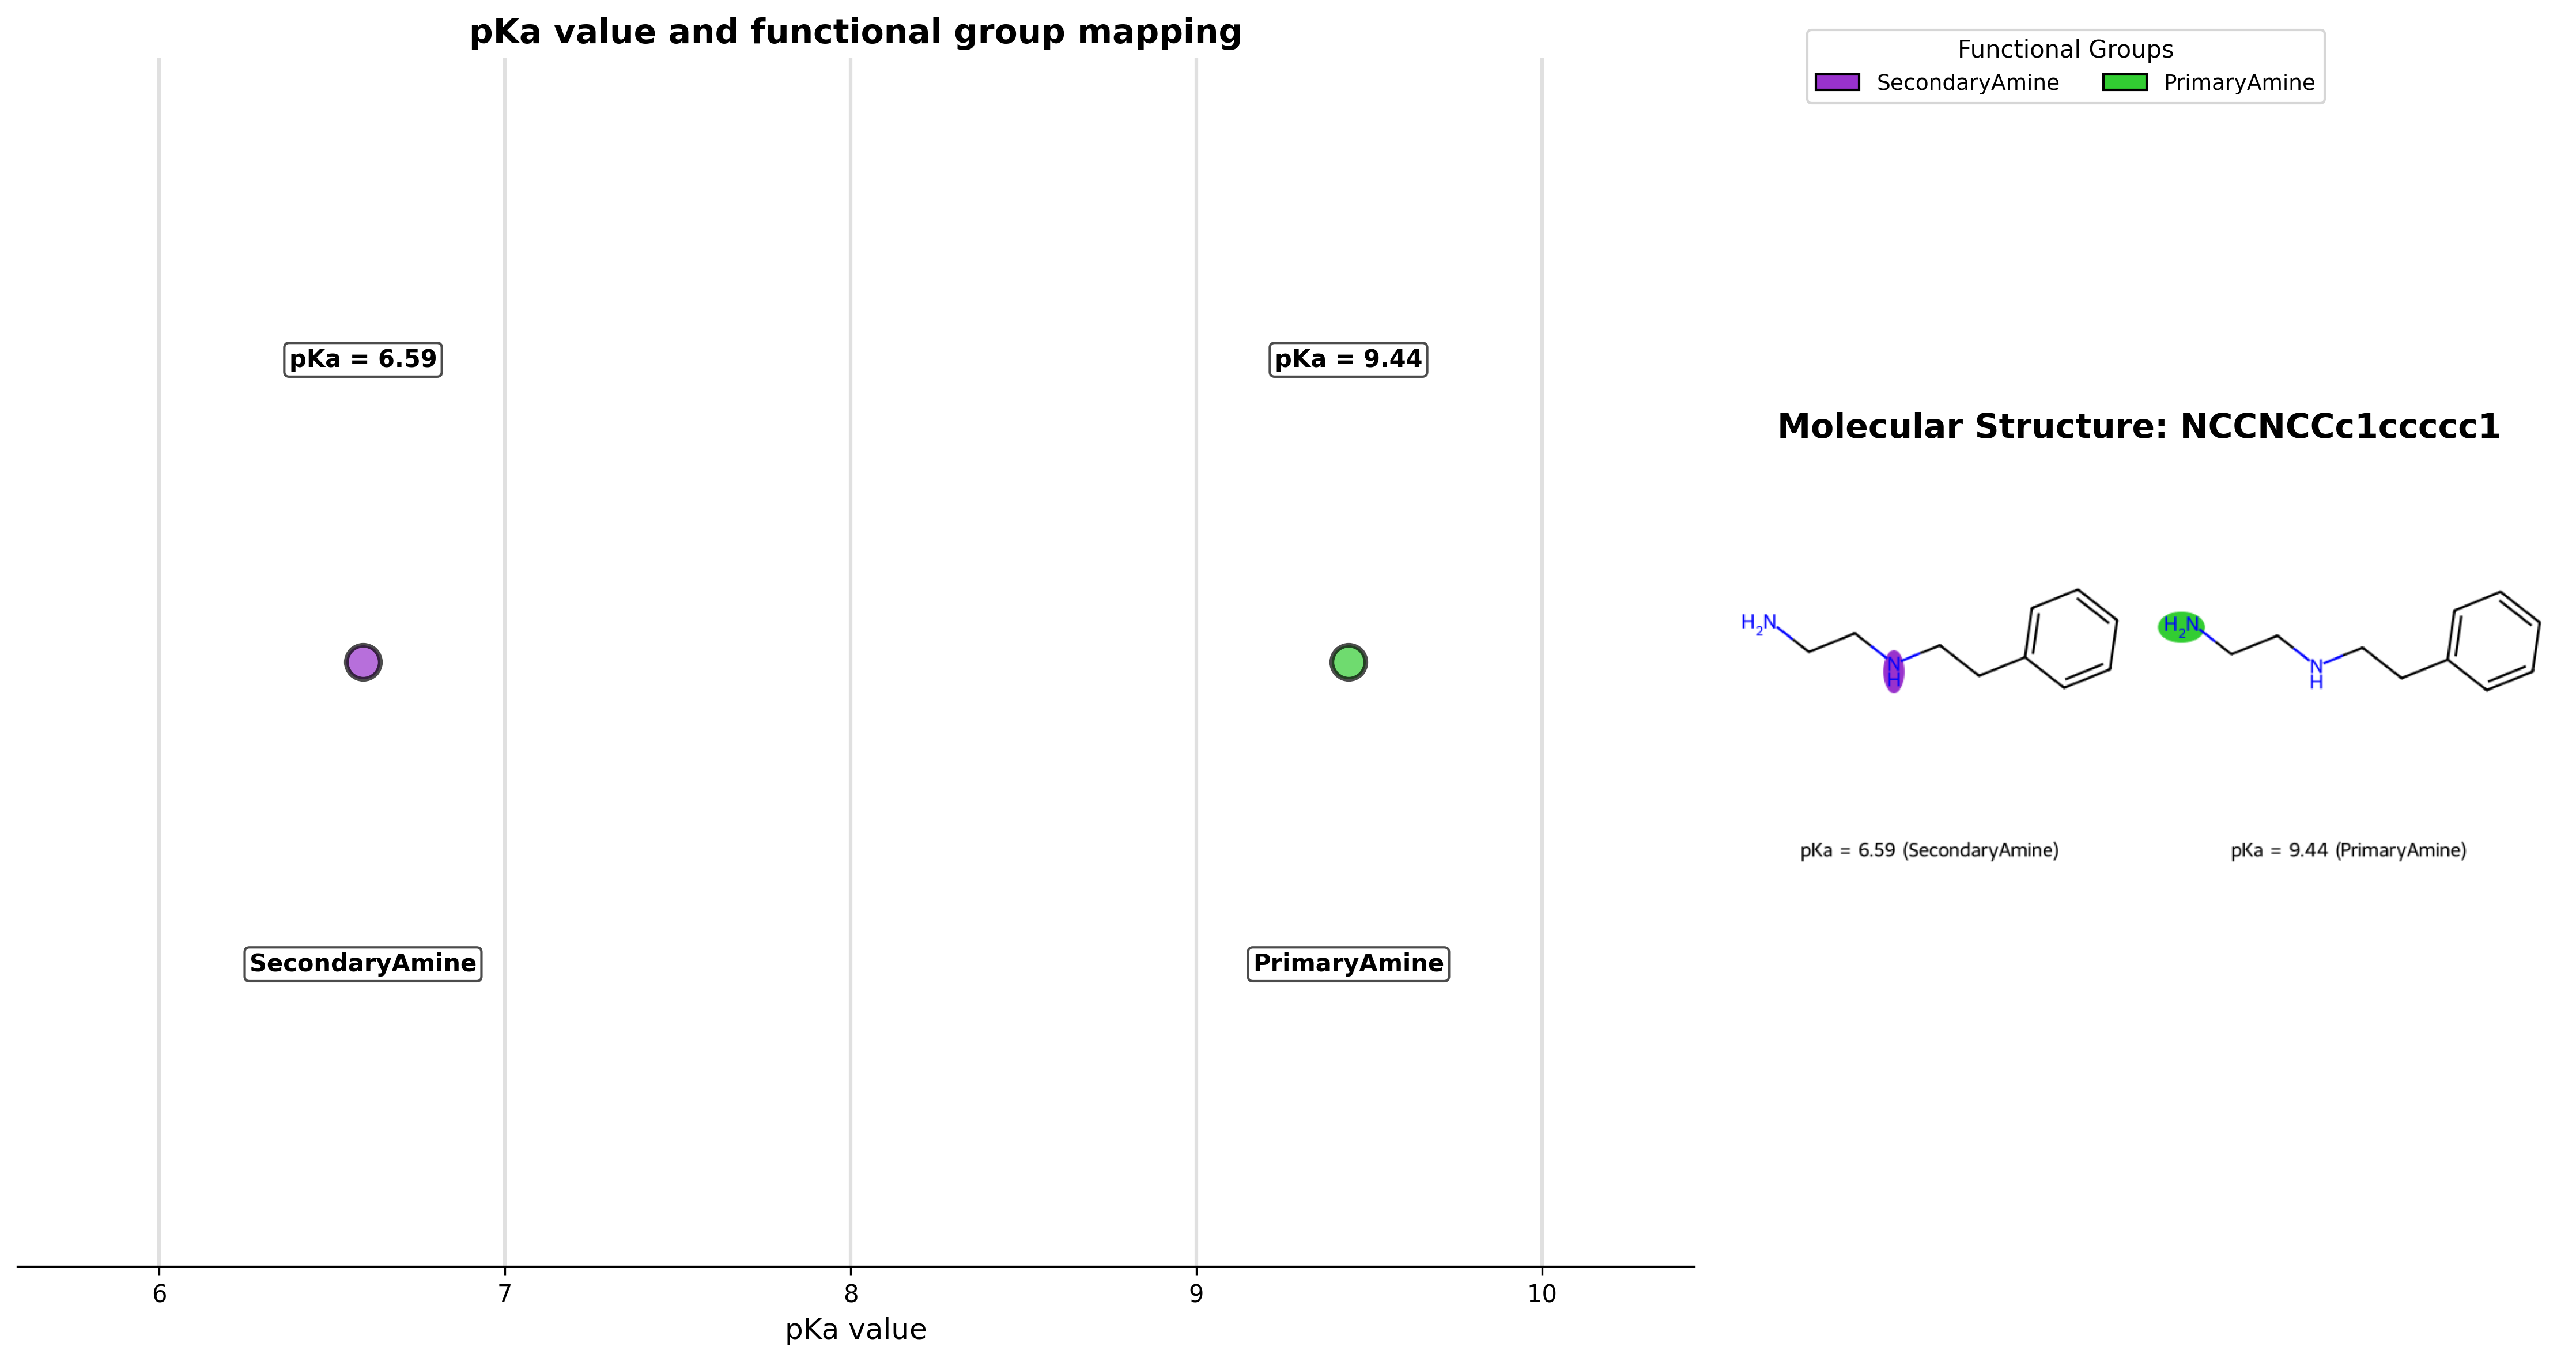 pKa value and functional group mapping
pKa = 6.59
pKa = 9.44
SecondaryAmine
PrimaryAmine
6
7
8
9
10
pKa value
Functional Groups
SecondaryAmine
PrimaryAmine
Molecular Structure: NCCNCCc1ccccc1
H2N
N
H
H2N
N
H
pKa = 6.59 (SecondaryAmine)
pKa = 9.44 (PrimaryAmine)